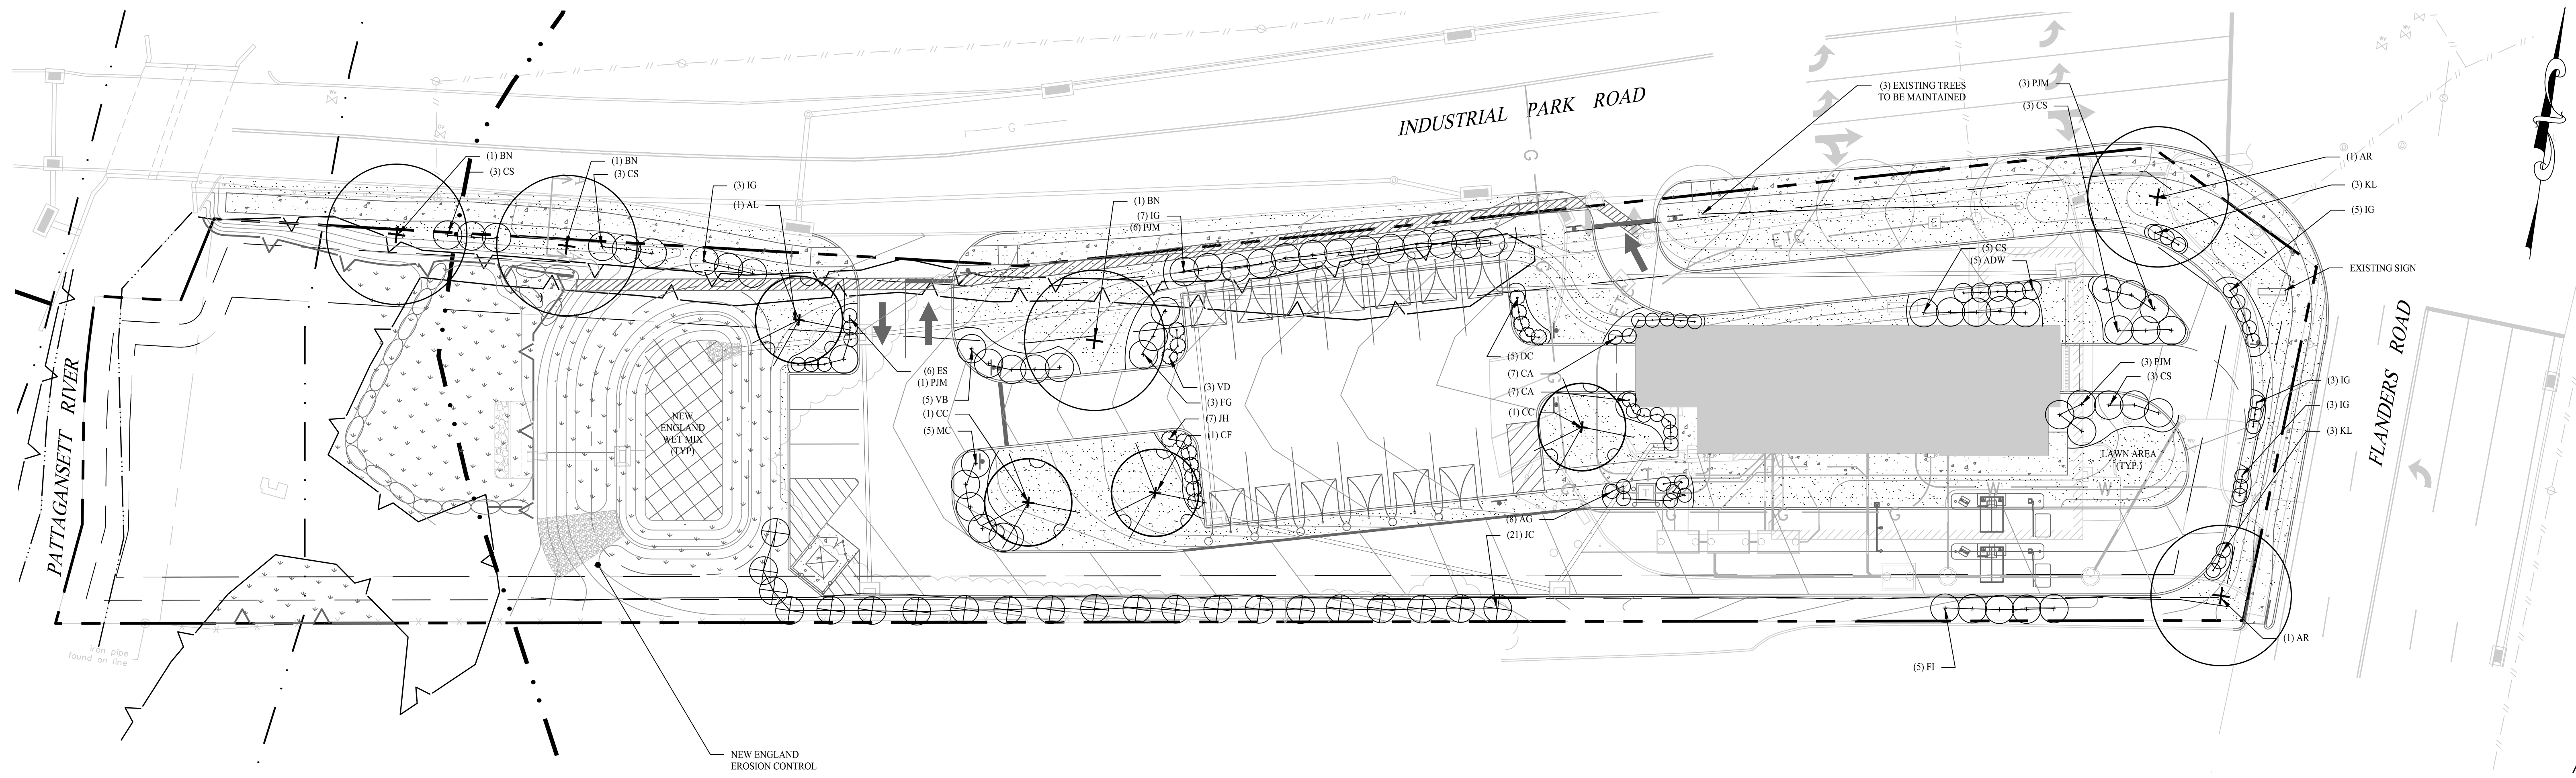 (3) EXISTING TREES
TO BE MAINTAINED
(3) PJM
(3) CS
INDUSTRIAL PARK ROAD
(1) BN
(3) CS
(1) BN
(3) CS
(3) IG
(1) AL
(1) BN
(7) IG
(6) PJM
(1) AR
(3) KL
(5) IG
(5) CS
(5) ADW
EXISTING SIGN
G
G
ETC
E
FLANDERS ROAD
PATTAGANSETT RIVER
(6) ES
(1) PJM
(5) VB
(1) CC
(5) MC
(3) VD
(3) FG
(7) JH
(1) CF
(5) DC
(7) CA
(7) CA
(1) CC
(3) PJM
(3) CS
(3) IG
(3) IG
(3) KL
NEW
ENGLAND
WET MIX
(TYP)
LAWN AREA
(TYP.)
W
W
G
G
(8) AG
(21) JC
iron pipe
found on line
(5) FI
(1) AR
NEW ENGLAND
EROSION CONTROL